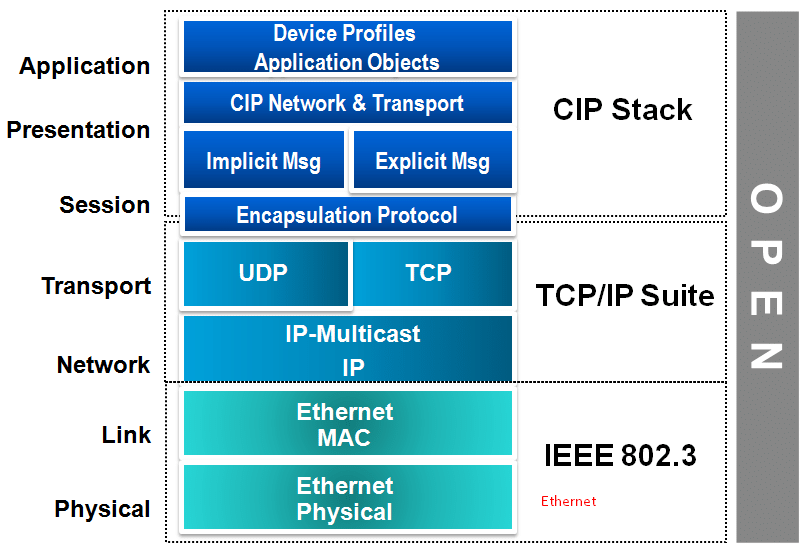 Device Profiles
Application Objects
Application
CIP Network & Transport
CIP Stack
Presentation
Implicit Msg
Explicit Msg
Session
Encapsulation Protocol
UDP
TCP
Transport
TCP/IP Suite
IP-Multicast
IP
Network
Ethernet
MAC
Link
IEEE 802.3
Ethernet
Physical
Ethernet
Physical
OPEN